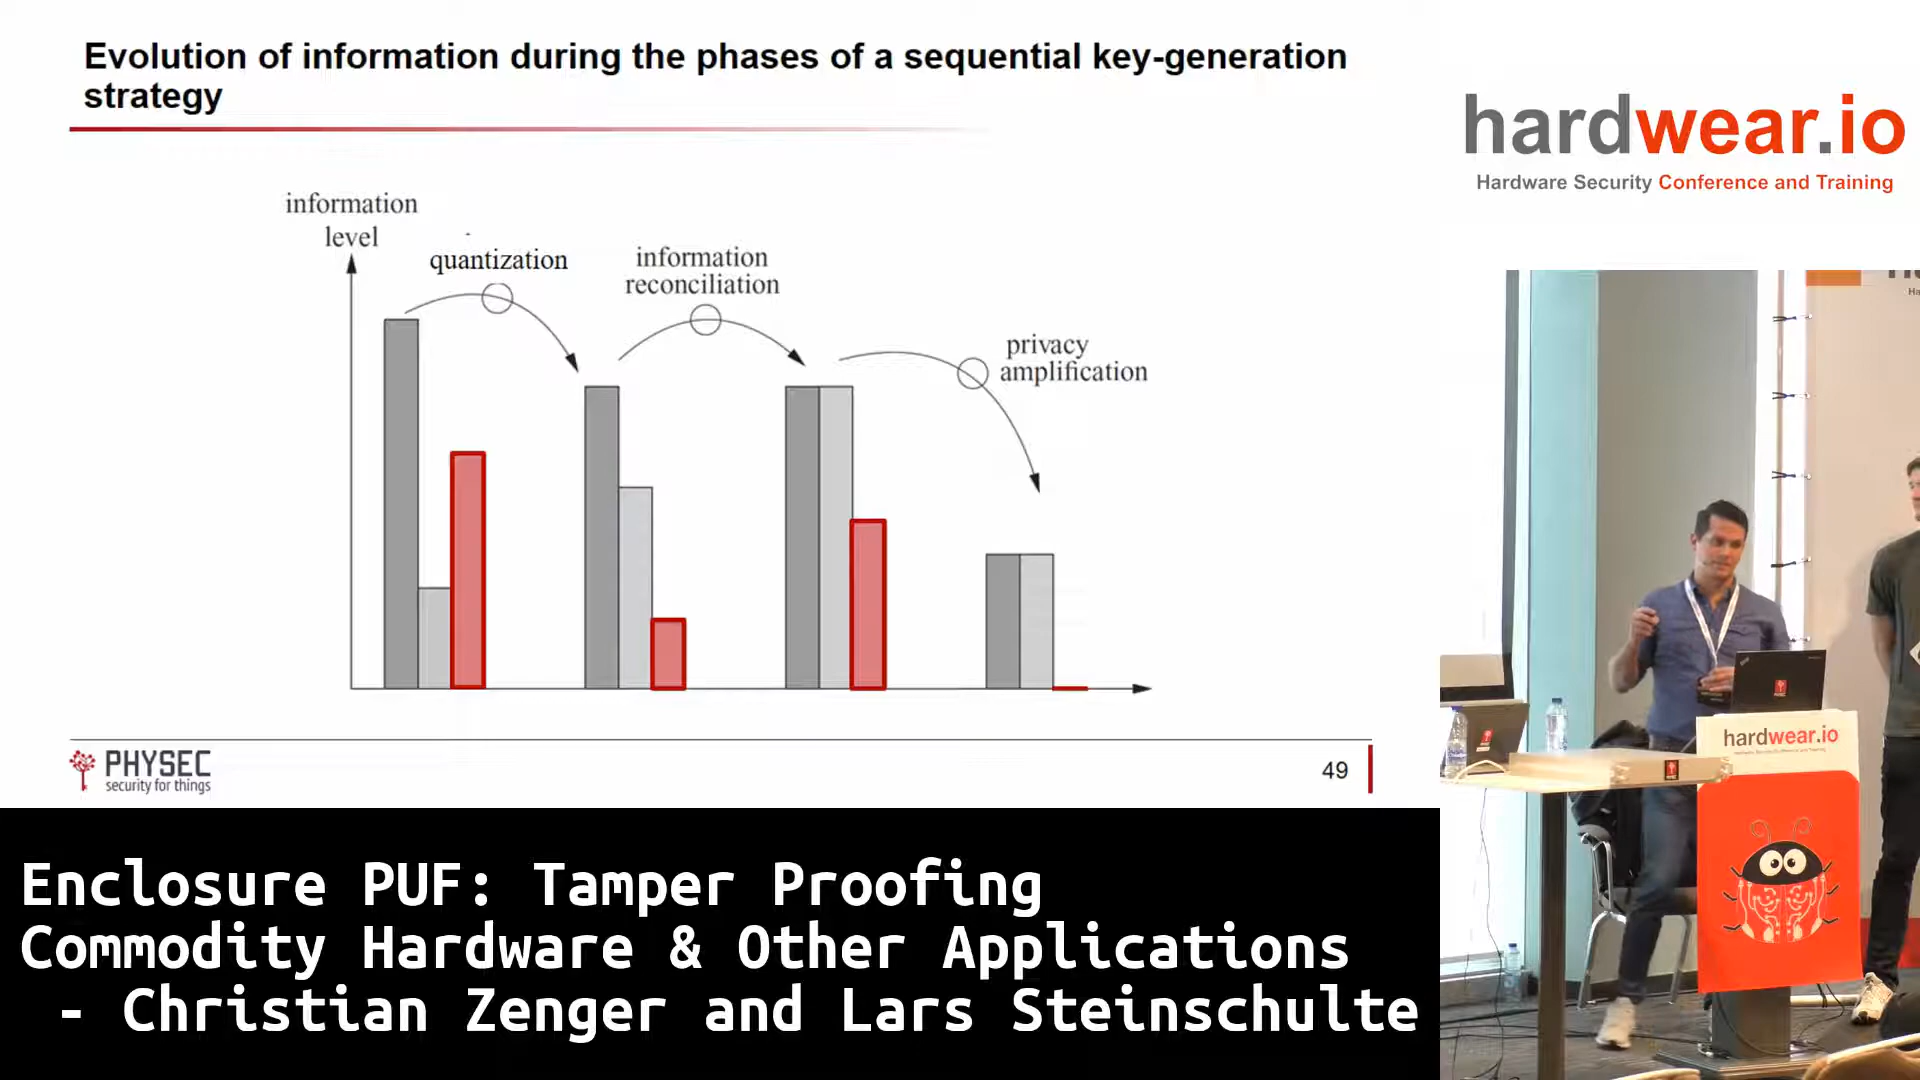 Evolution of information during the phases of a sequential key-generation
strategy
hardwear.io
Hardware Security Conference and Training
information
level
quantization
information
reconciliation
privacy
amplification
PHYSEC
security for things
49
hardwear.io
Enclosure PUF: Tamper Proofing
Commodity Hardware & Other Applications
- Christian Zenger and Lars Steinschulte